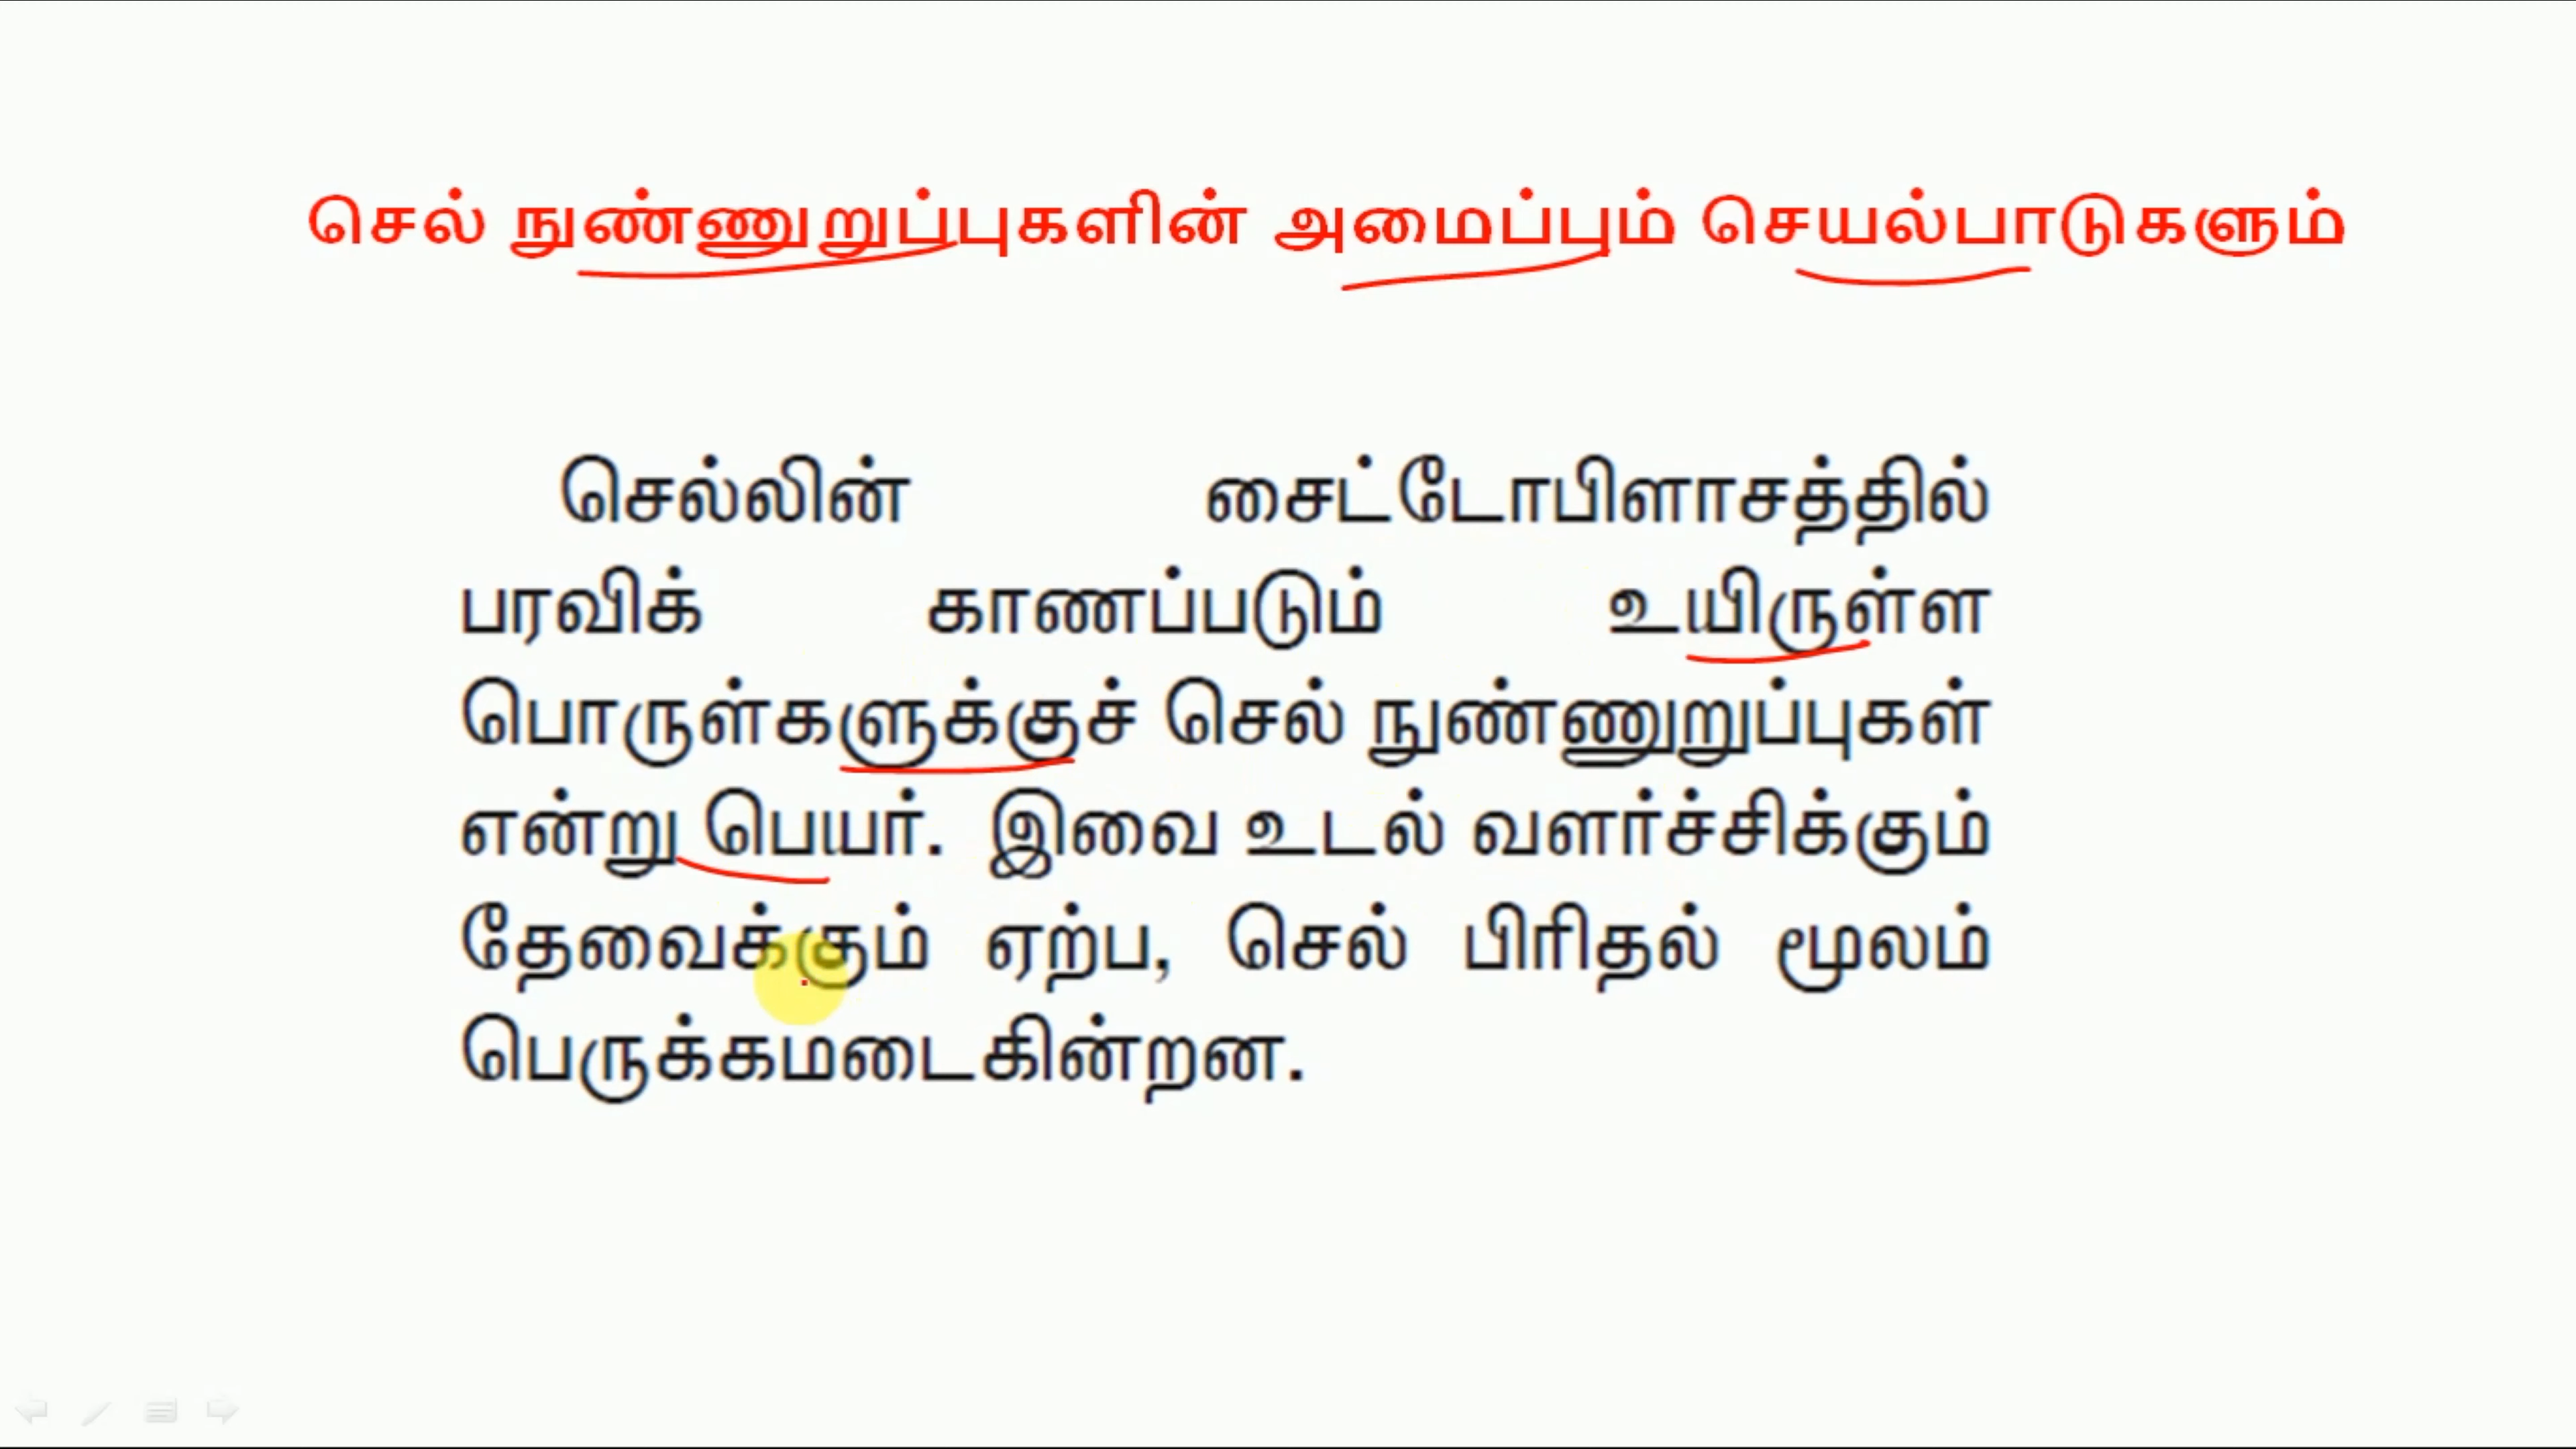 செல் நுண்ணுறுப்புகளின் அமைப்பும் செயல்பாடுகளும்
செல்லின் சைட்டோபிளாசத்தில்
பரவிக் காணப்படும் உயிருள்ள
பொருள்களுக்குச் செல் நுண்ணுறுப்புகள்
என்று பெயர். இவை உடல் வளர்ச்சிக்கும்
தேவைக்கும் ஏற்ப, செல் பிரிதல் மூலம்
பெருக்கமடைகின்றன.